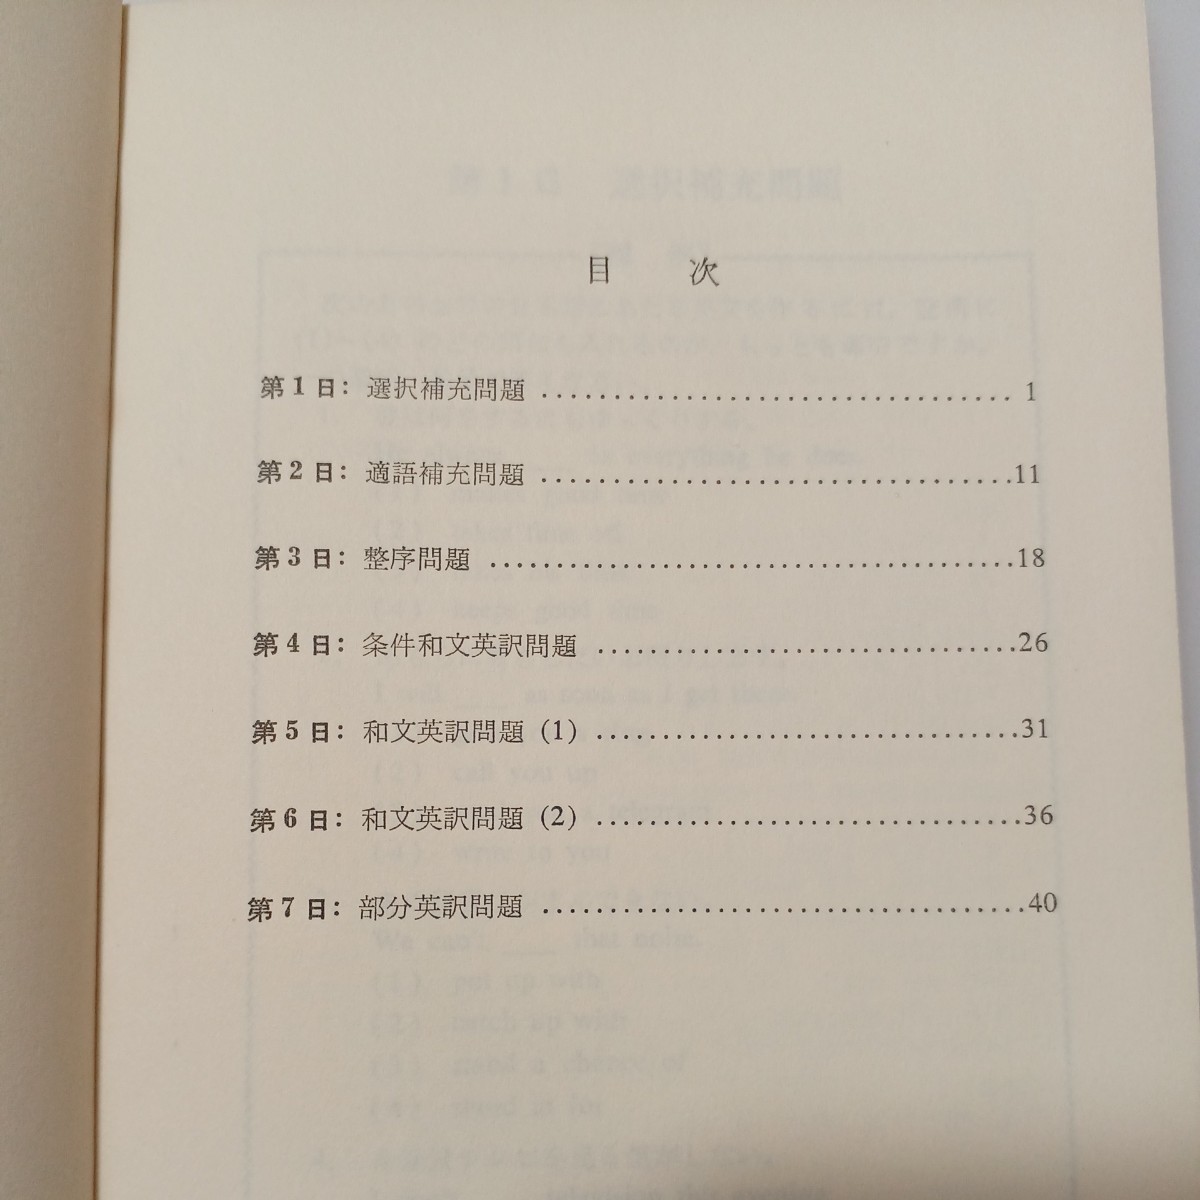 目 次
第1日: 選択補充問題 ................................. 1
第2日: 適語補充問題 .................................11
第3日: 整序問題 ........................................18
第4日: 条件和文英訳問題 ................................26
第5日: 和文英訳問題 (1) ................................31
第6日: 和文英訳問題 (2) ................................36
第7日: 部分英訳問題 ...................................40